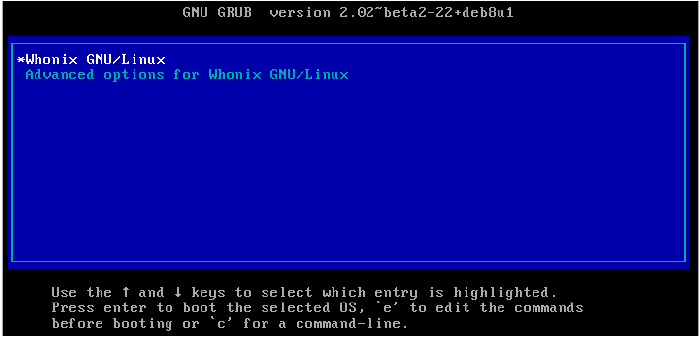 GNU GRUB  version 2.02~beta2-22+deb8u1
*Whonix GNU/Linux
Advanced options for Whonix GNU/Linux
Use the ↑ and ↓ keys to select which entry is highlighted.
Press enter to boot the selected OS, `e' to edit the commands
before booting or `c' for a command-line.